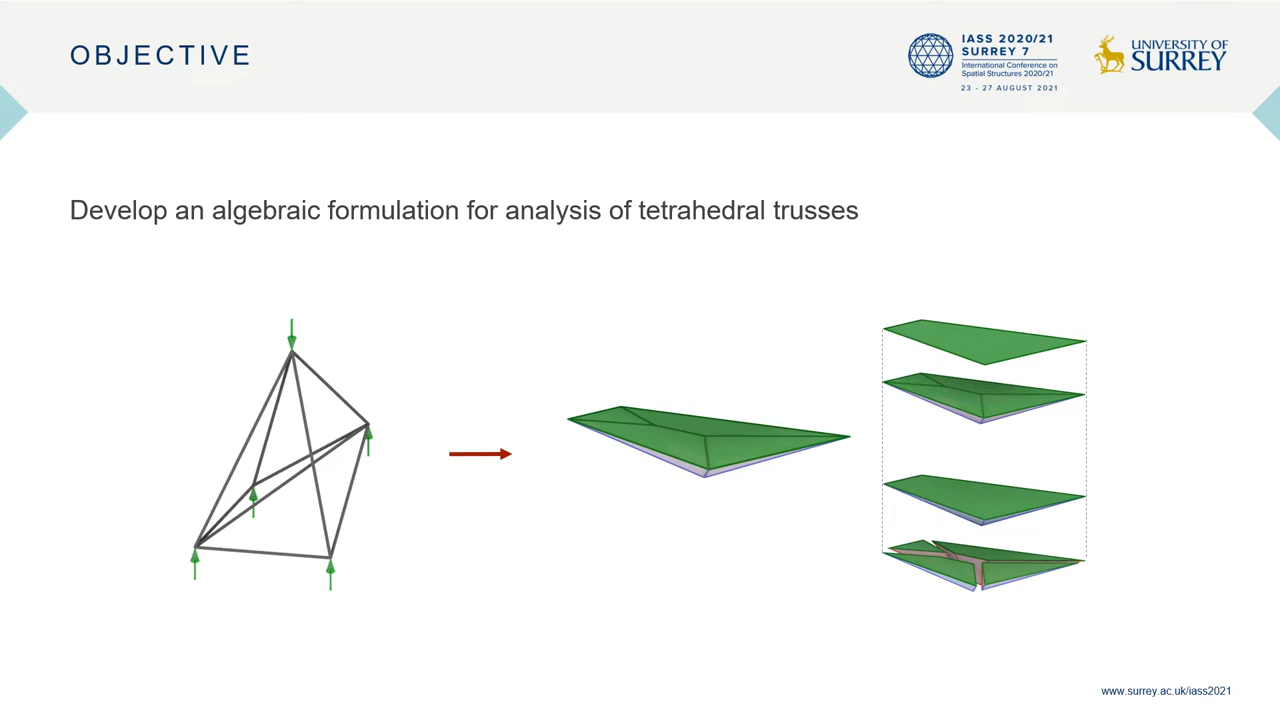 OBJECTIVE
IASS 2020/21
SURREY 7
International Conference on
Spatial Structures 2020/21
23 - 27 AUGUST 2021
UNIVERSITY OF
SURREY
Develop an algebraic formulation for analysis of tetrahedral trusses
www.surrey.ac.uk/iass2021